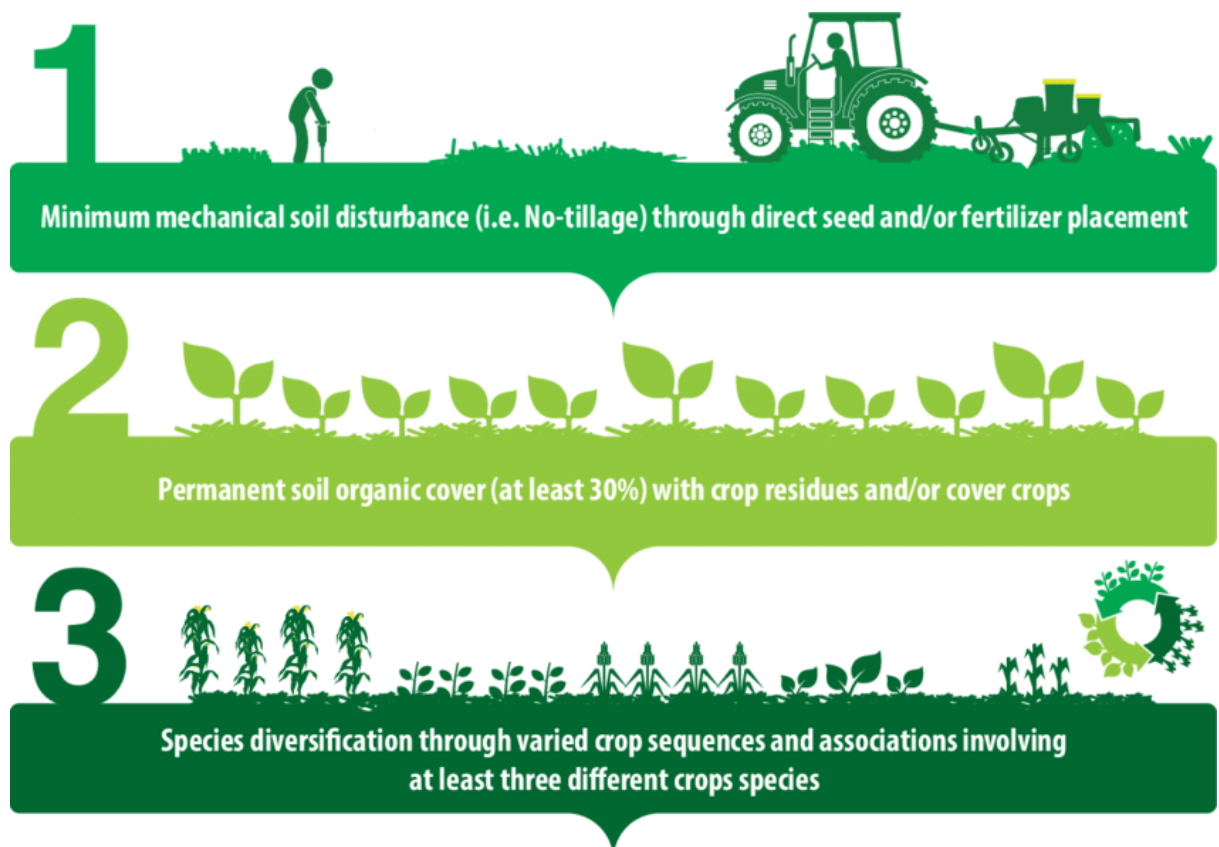 1
Minimum mechanical soil disturbance (i.e. No-tillage) through direct seed and/or fertilizer placement
2
Permanent soil organic cover (at least 30%) with crop residues and/or cover crops
3
Species diversification through varied crop sequences and associations involving
at least three different crops species